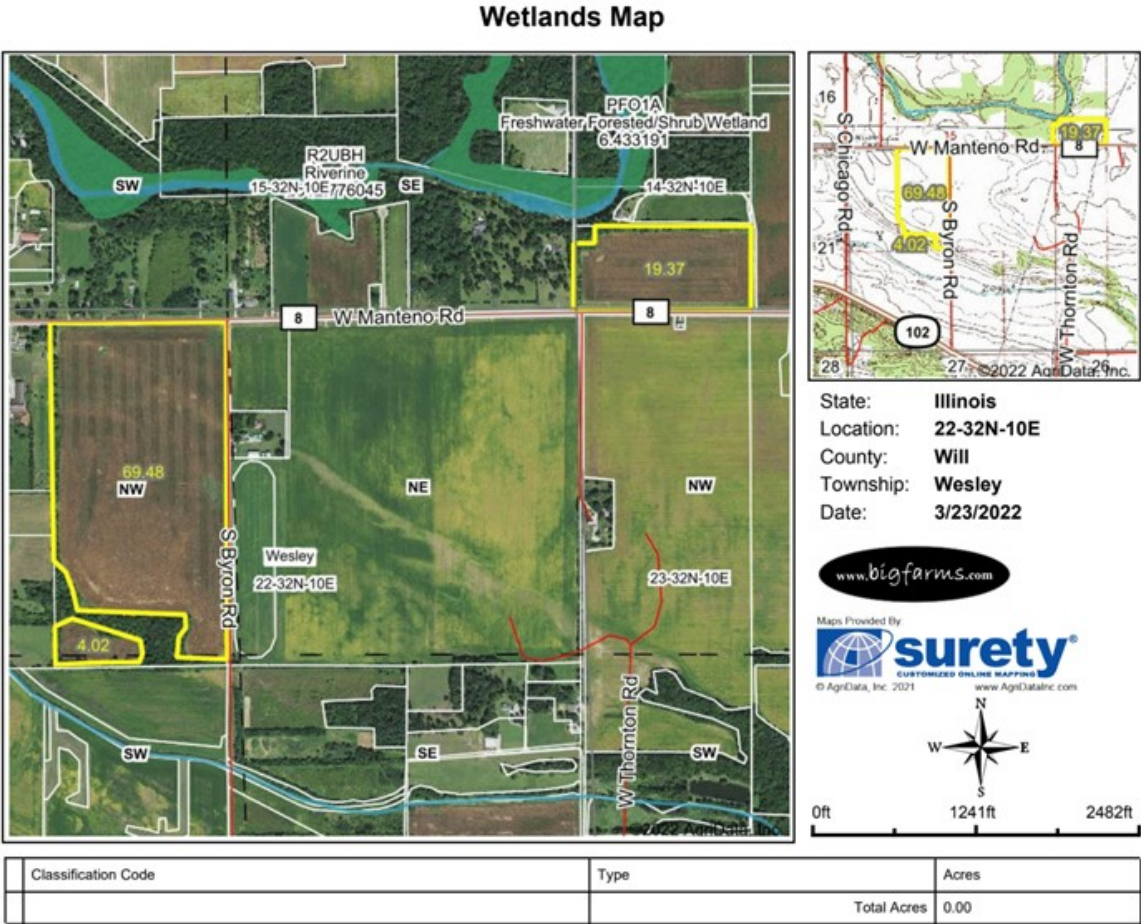 Wetlands Map
PFO1A
Freshwater Forested/Shrub Wetland
6.433191
R2UBH
Riverine
15-32N-10E
776045
SW
SE
14-32N-10E
19.37
8
W Manteno Rd
8
69.48
NW
NE
NW
S Byron Rd
Wesley
22-32N-10E
23-32N-10E
4.02
W Thornton Rd
SW
SE
SW
©2022 AgriData, Inc.
16
S Chicago Rd
W Manteno Rd
19.37
8
69.48
S Byron Rd
21
4.02
W Thornton Rd
102
28
27
26
©2022 AgriData, Inc.
State: Illinois
Location: 22-32N-10E
County: Will
Township: Wesley
Date: 3/23/2022
www.bigfarms.com
Maps Provided By
surety®
CUSTOMIZED ONLINE MAPPING
© AgriData, Inc. 2021 www.AgriDataInc.com
N
W E
S
0ft 1241ft 2482ft
Classification Code Type Acres
Total Acres 0.00